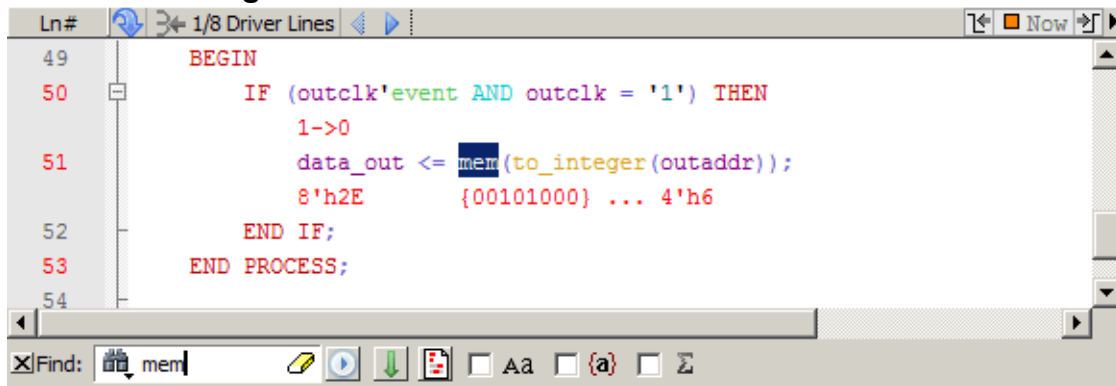 Ln# 1/8 Driver Lines Now
49 BEGIN
50 IF (outclk'event AND outclk = '1') THEN
1->0
51 data_out <= mem(to_integer(outaddr));
8'h2E {00101000} ... 4'h6
52 END IF;
53 END PROCESS;
54
X Find: mem Aa {a} Σ